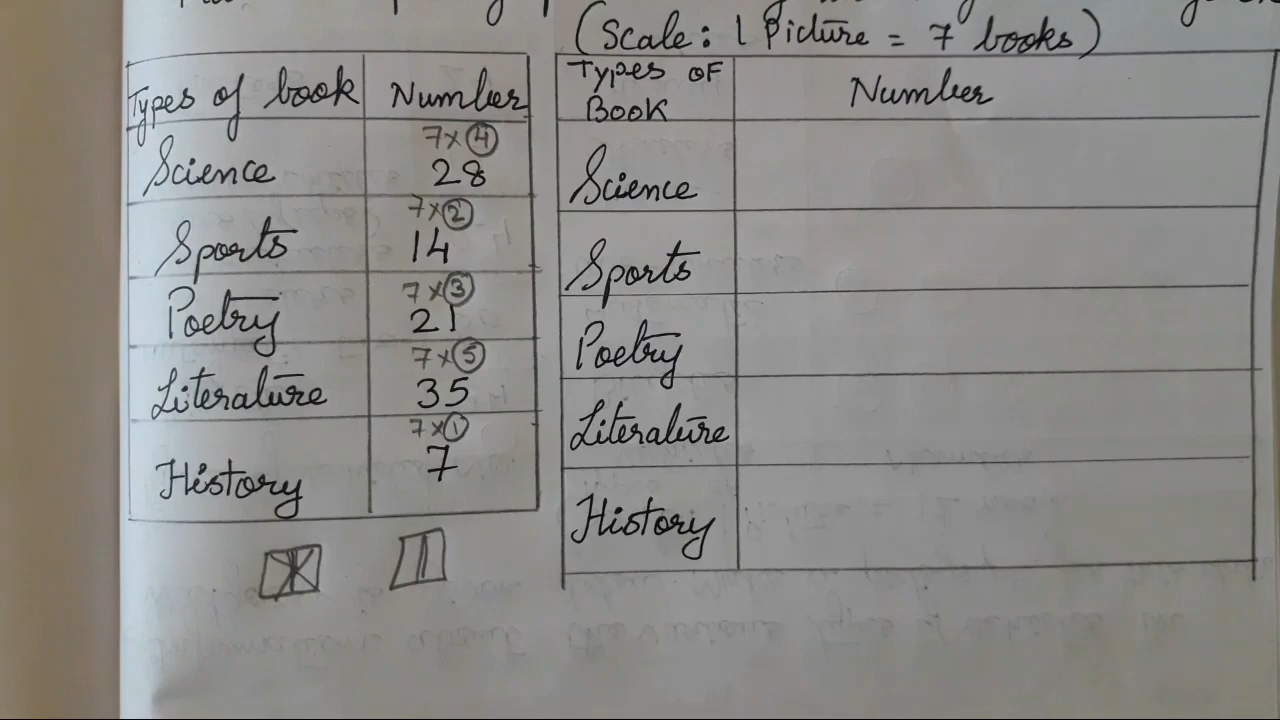 (Scale: 1 Picture = 7 books)
Types of book Number
Science 7×4 28
Sports 7×2 14
Poetry 7×3 21
Literature 7×5 35
History 7×1 7
Types of Book Number
Science
Sports
Poetry
Literature
History